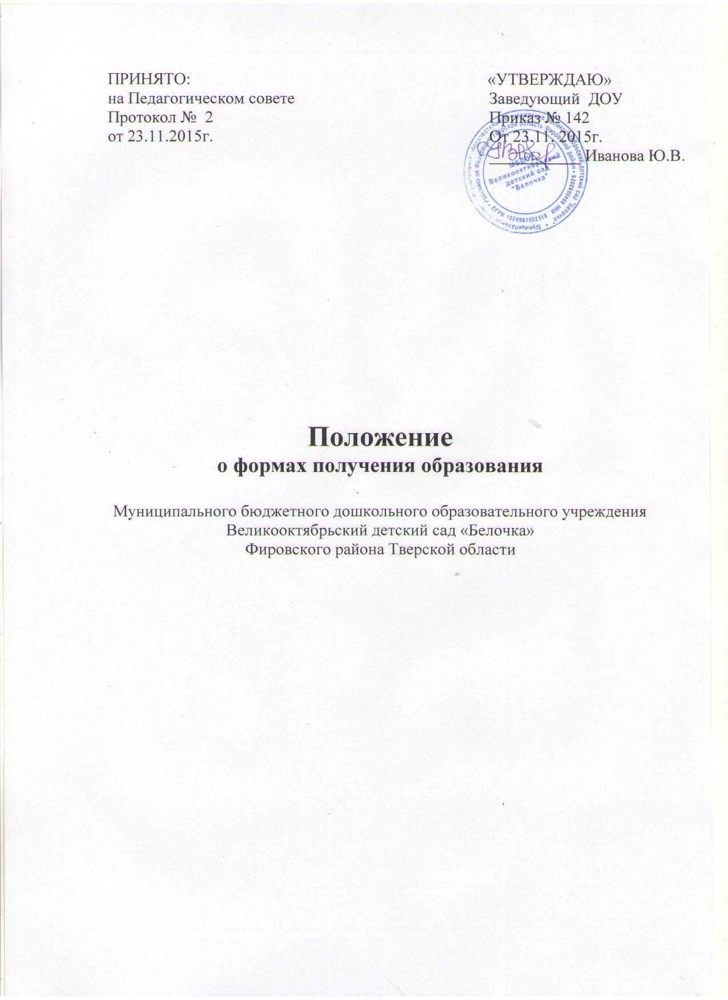 ПРИНЯТО:
на Педагогическом совете
Протокол № 2
от 23.11.2015г.
«УТВЕРЖДАЮ»
Заведующий ДОУ
Приказ № 142
От 23.11. 2015г.
Иванова Ю.В.
МБДОУ
Великооктябрьский
детский сад
"Белочка"
Российская Федерация Тверская область Фировский район * ОГРН 1026901602518 ИНН 6945002026 *
образовательное учреждение Великооктябрьский детский сад "Белочка" * Муниципальное
Положение
о формах получения образования
Муниципального бюджетного дошкольного образовательного учреждения
Великооктябрьский детский сад «Белочка»
Фировского района Тверской области